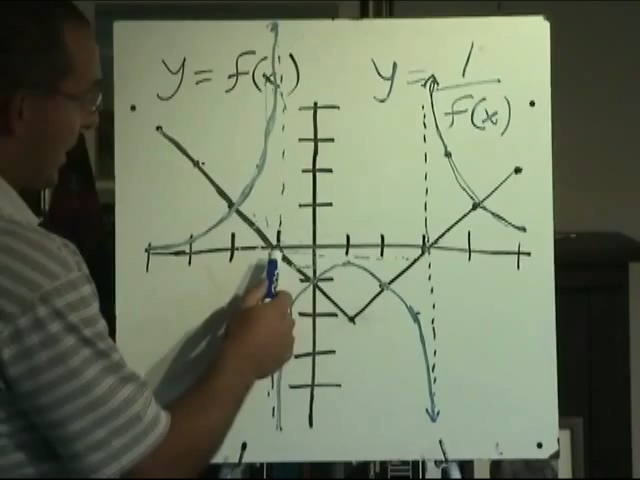 y = f(x)
y = 1/f(x)